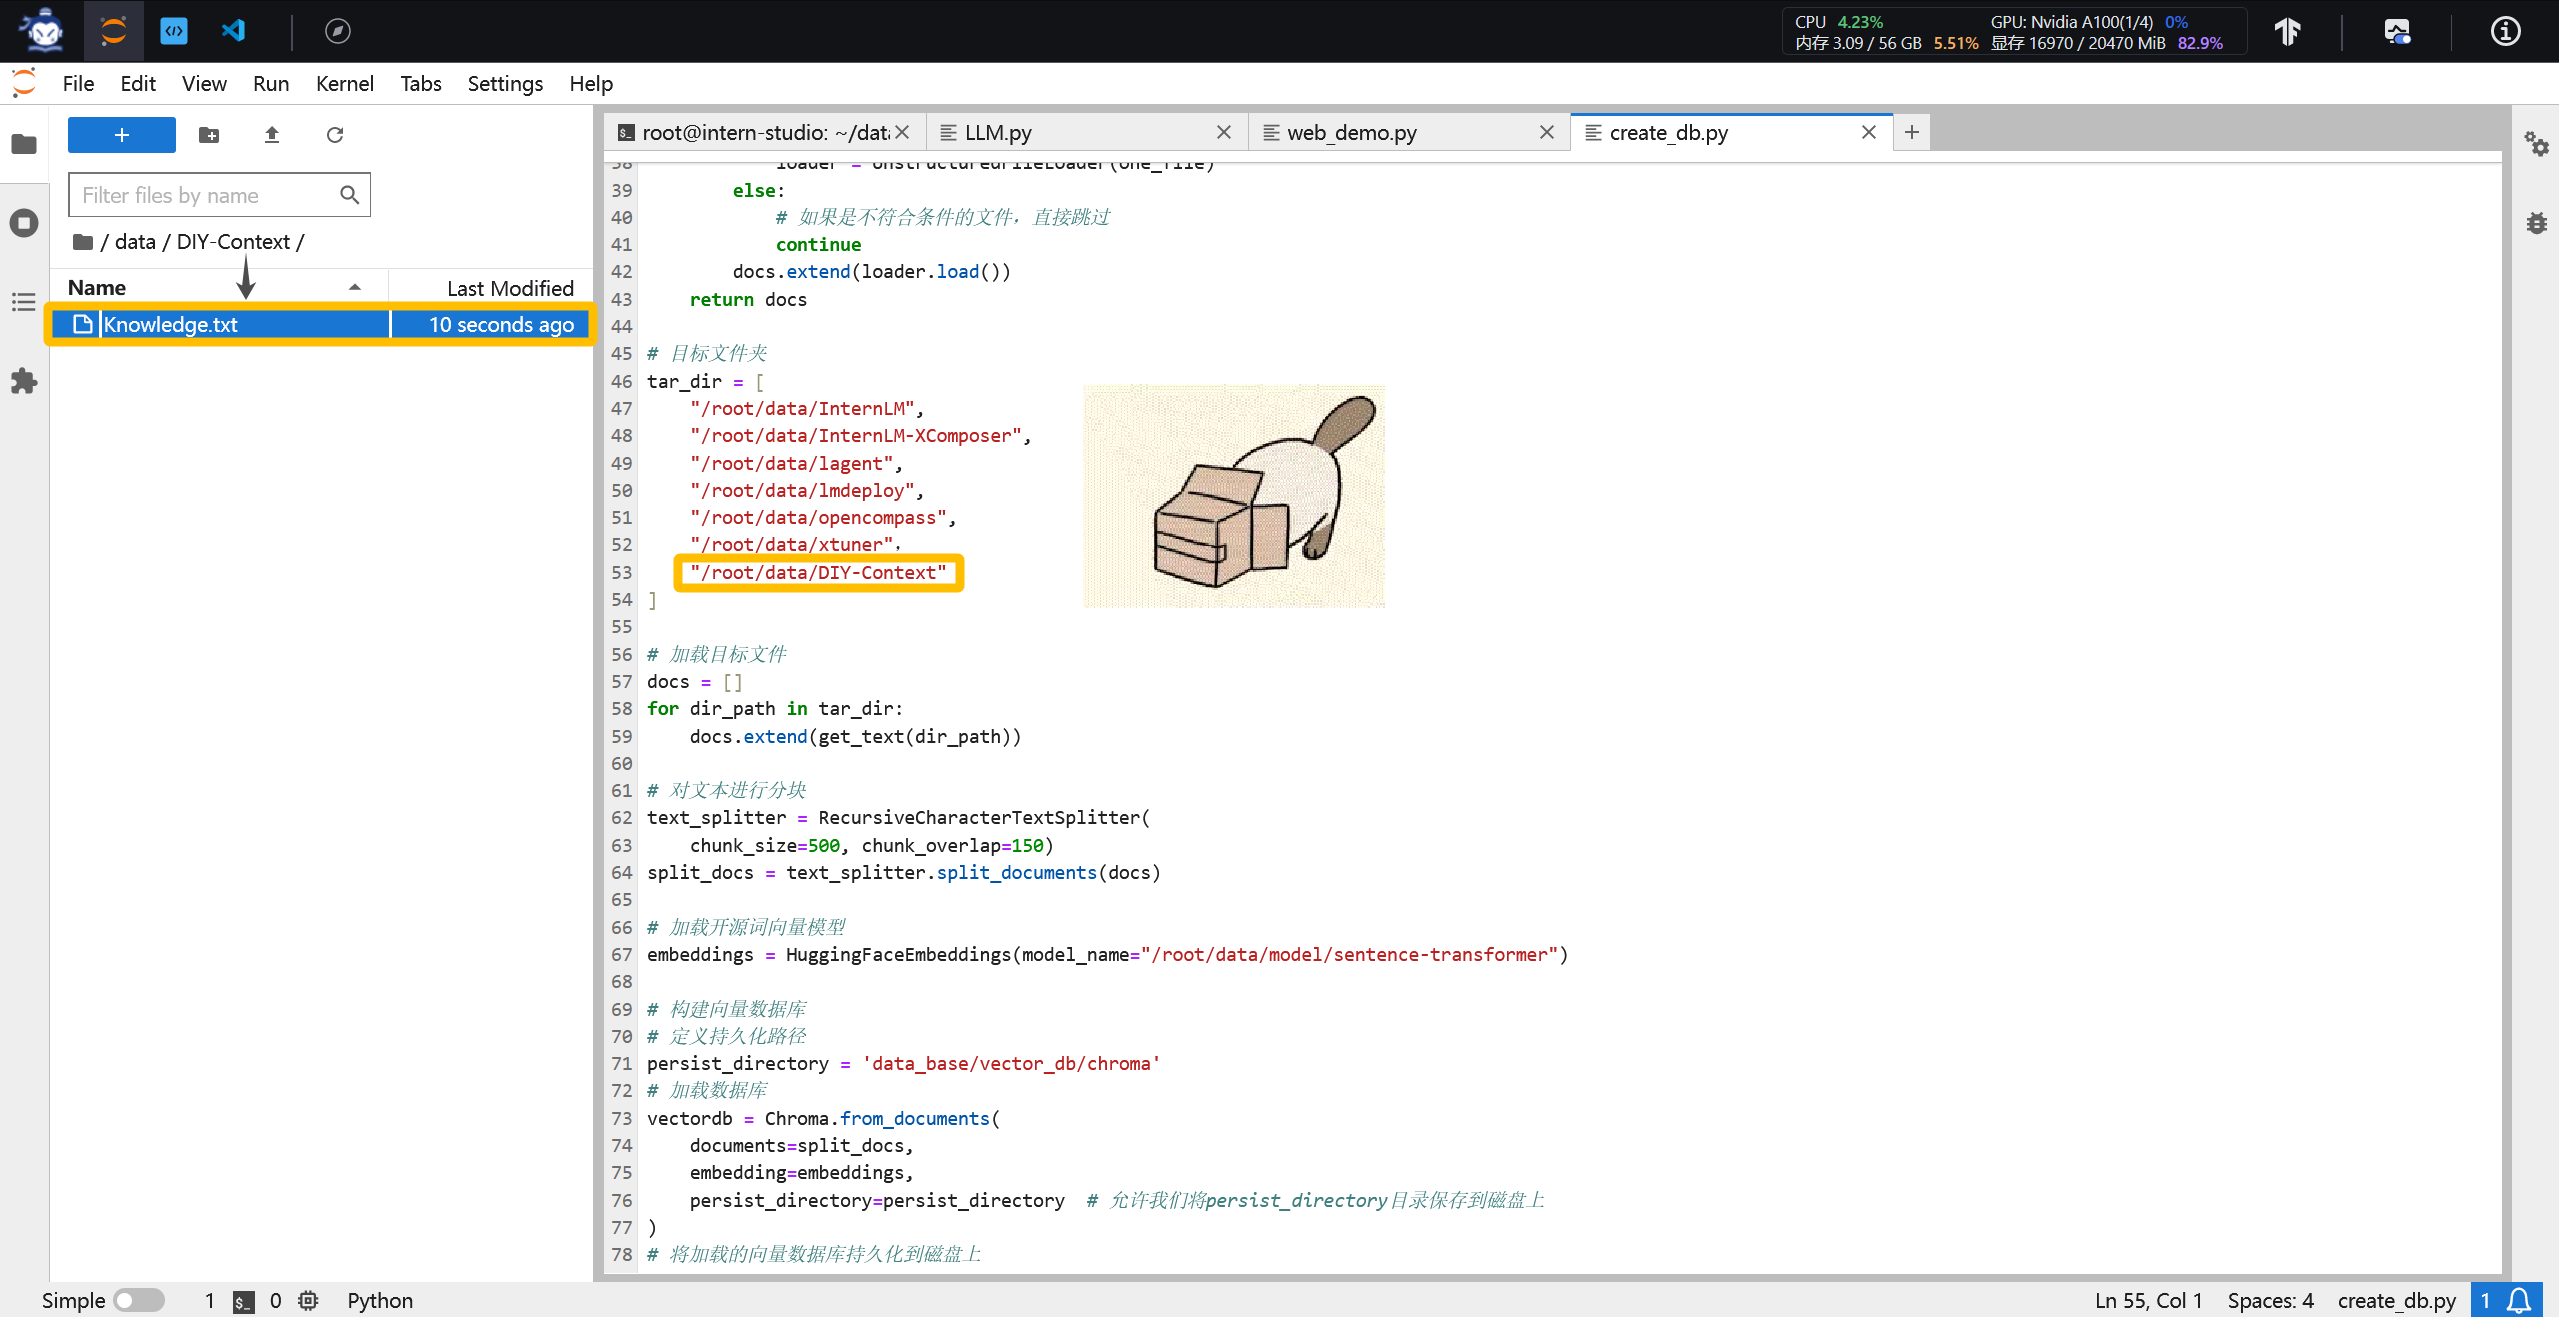 CPU 4.23% GPU: Nvidia A100(1/4) 0%
内存 3.09 / 56 GB 5.51% 显存 16970 / 20470 MiB 82.9%
File Edit View Run Kernel Tabs Settings Help
root@intern-studio: ~/data LLM.py web_demo.py create_db.py
Filter files by name
/ data / DIY-Context /
Name Last Modified
Knowledge.txt 10 seconds ago
38 loader = UnstructuredFileLoader(one_file)
39 else:
40 # 如果是不符合条件的文件，直接跳过
41 continue
42 docs.extend(loader.load())
43 return docs
44
45 # 目标文件夹
46 tar_dir = [
47 "/root/data/InternLM",
48 "/root/data/InternLM-XComposer",
49 "/root/data/lagent",
50 "/root/data/lmdeploy",
51 "/root/data/opencompass",
52 "/root/data/xtuner",
53 "/root/data/DIY-Context"
54 ]
55
56 # 加载目标文件
57 docs = []
58 for dir_path in tar_dir:
59 docs.extend(get_text(dir_path))
60
61 # 对文本进行分块
62 text_splitter = RecursiveCharacterTextSplitter(
63 chunk_size=500, chunk_overlap=150)
64 split_docs = text_splitter.split_documents(docs)
65
66 # 加载开源词向量模型
67 embeddings = HuggingFaceEmbeddings(model_name="/root/data/model/sentence-transformer")
68
69 # 构建向量数据库
70 # 定义持久化路径
71 persist_directory = 'data_base/vector_db/chroma'
72 # 加载数据库
73 vectordb = Chroma.from_documents(
74 documents=split_docs,
75 embedding=embeddings,
76 persist_directory=persist_directory # 允许我们将persist_directory目录保存到磁盘上
77 )
78 # 将加载的向量数据库持久化到磁盘上
Simple 1 0 Python Ln 55, Col 1 Spaces: 4 create_db.py 1